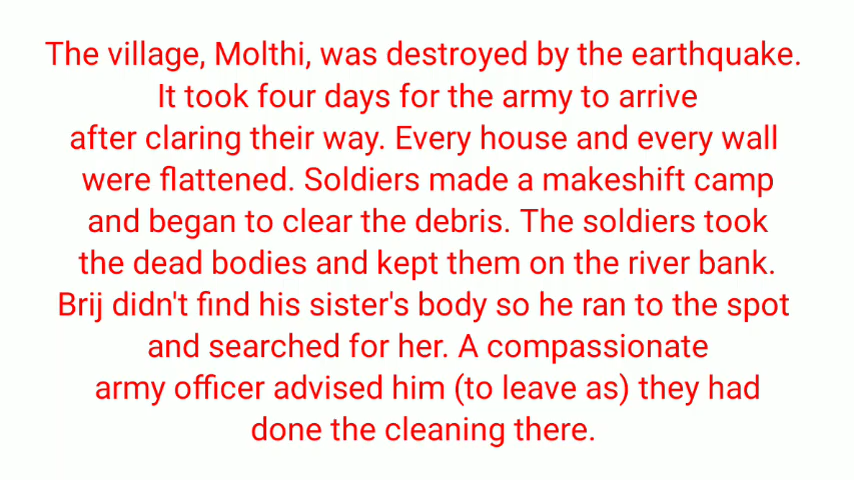 The village, Molthi, was destroyed by the earthquake.
It took four days for the army to arrive
after claring their way. Every house and every wall
were flattened. Soldiers made a makeshift camp
and began to clear the debris. The soldiers took
the dead bodies and kept them on the river bank.
Brij didn't find his sister's body so he ran to the spot
and searched for her. A compassionate
army officer advised him (to leave as) they had
done the cleaning there.